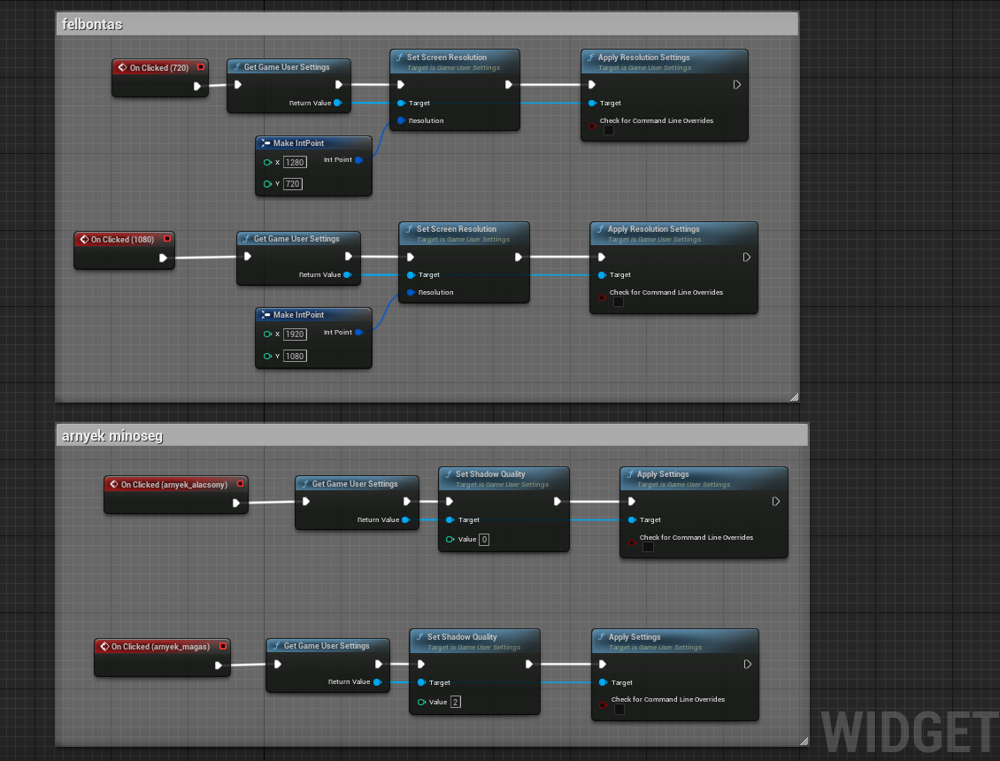 felbontas
On Clicked (720)
Get Game User Settings
Return Value
Set Screen Resolution
Target is Game User Settings
Target
Resolution
Apply Resolution Settings
Target is Game User Settings
Target
Check for Command Line Overrides
Make IntPoint
X 1280
Int Point
Y 720
On Clicked (1080)
Get Game User Settings
Return Value
Set Screen Resolution
Target is Game User Settings
Target
Resolution
Apply Resolution Settings
Target is Game User Settings
Target
Check for Command Line Overrides
Make IntPoint
X 1920
Int Point
Y 1080
arnyek minoseg
On Clicked (arnyek_alacsony)
Get Game User Settings
Return Value
Set Shadow Quality
Target is Game User Settings
Target
Value 0
Apply Settings
Target is Game User Settings
Target
Check for Command Line Overrides
On Clicked (arnyek_magas)
Get Game User Settings
Return Value
Set Shadow Quality
Target is Game User Settings
Target
Value 2
Apply Settings
Target is Game User Settings
Target
Check for Command Line Overrides
WIDGET